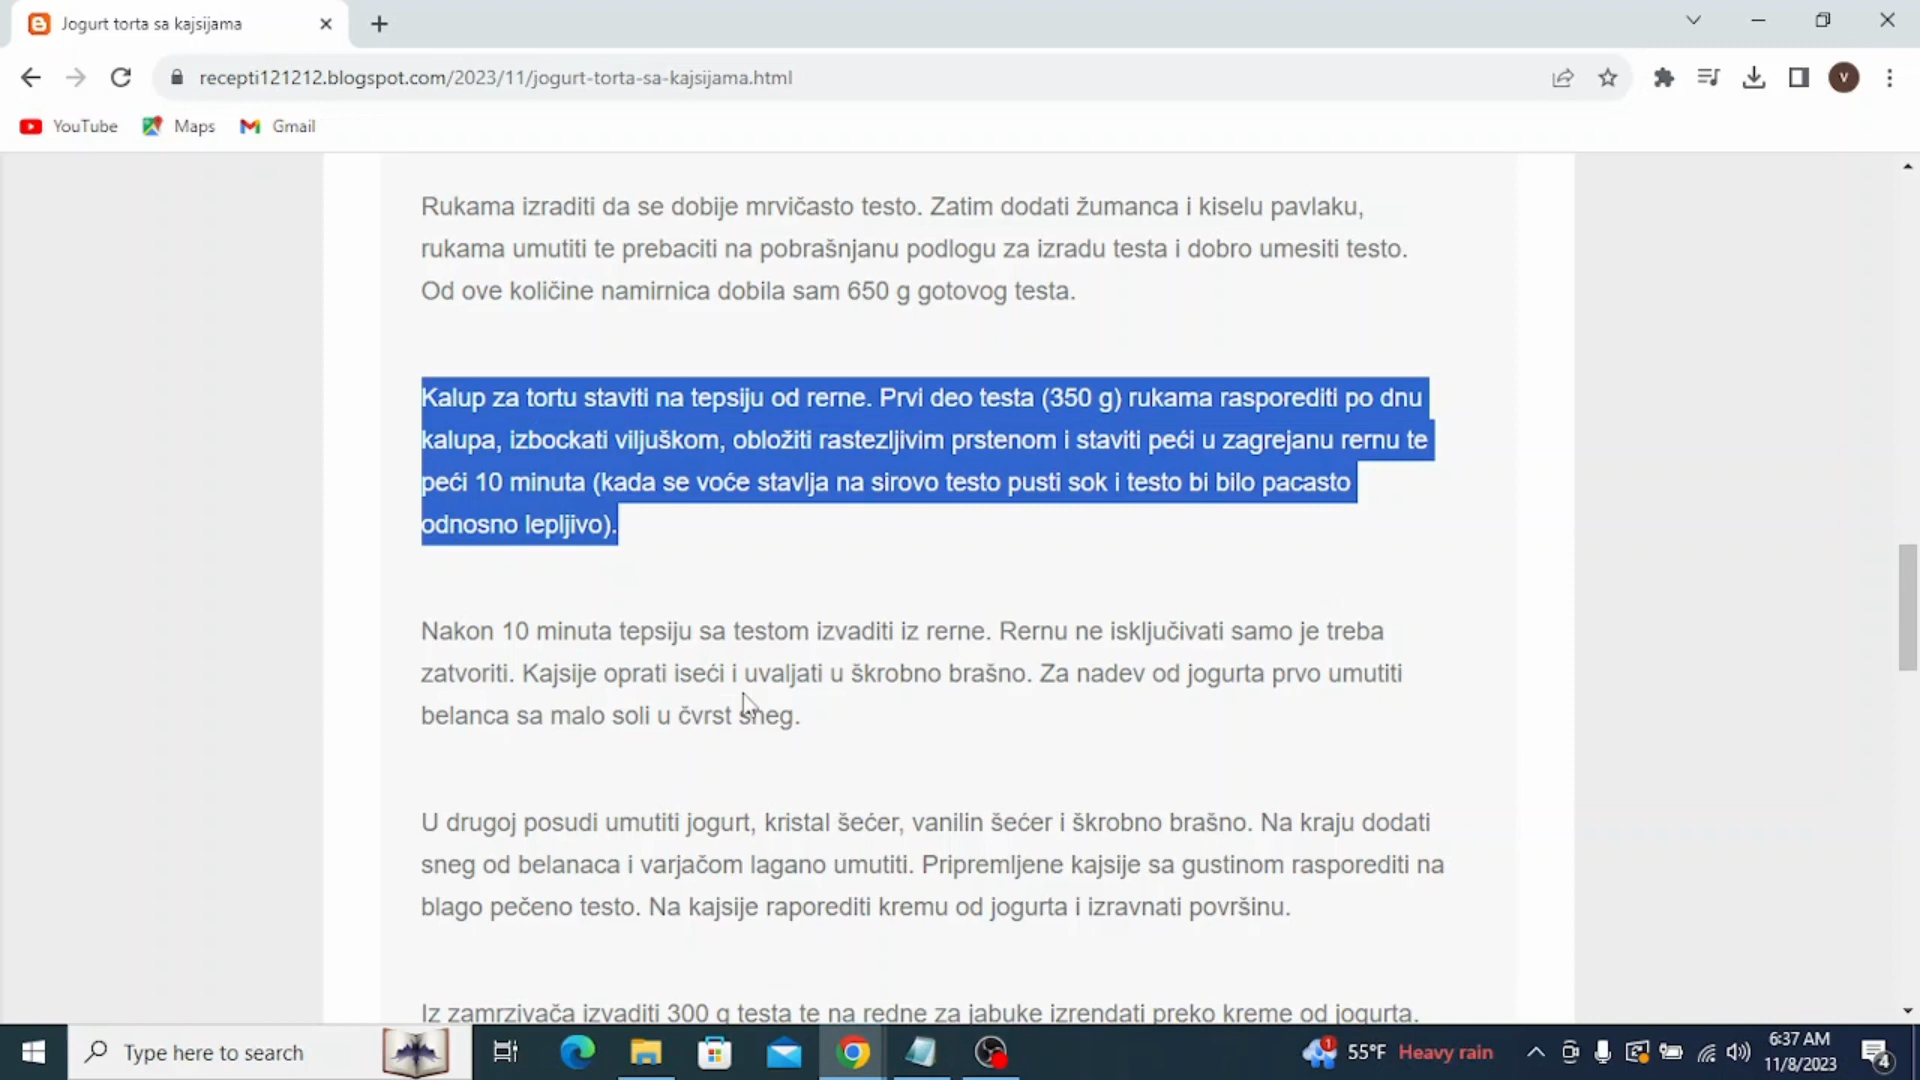 Jogurt torta sa kajsijama
recepti121212.blogspot.com/2023/11/jogurt-torta-sa-kajsijama.html
V
YouTube
Maps
Gmail
Rukama izraditi da se dobije mrvičasto testo. Zatim dodati žumanca i kiselu pavlaku,
rukama umutiti te prebaciti na pobrašnjanu podlogu za izradu testa i dobro umesiti testo.
Od ove količine namirnica dobila sam 650 g gotovog testa.
Kalup za tortu staviti na tepsiju od rerne. Prvi deo testa (350 g) rukama rasporediti po dnu
kalupa, izbockati viljuškom, obložiti rastezljivim prstenom i staviti peći u zagrejanu rernu te
peći 10 minuta (kada se voće stavlja na sirovo testo pusti sok i testo bi bilo pacasto
odnosno lepljivo).
Nakon 10 minuta tepsiju sa testom izvaditi iz rerne. Rernu ne isključivati samo je treba
zatvoriti. Kajsije oprati iseći i uvaljati u škrobno brašno. Za nadev od jogurta prvo umutiti
belanca sa malo soli u čvrst sneg.
U drugoj posudi umutiti jogurt, kristal šećer, vanilin šećer i škrobno brašno. Na kraju dodati
sneg od belanaca i varjačom lagano umutiti. Pripremljene kajsije sa gustinom rasporediti na
blago pečeno testo. Na kajsije raporediti kremu od jogurta i izravnati površinu.
Iz zamrzivača izvaditi 300 g testa te na redne za jabuke izrendati preko kreme od jogurta.
Type here to search
1
55°F Heavy rain
6:37 AM
11/8/2023
4